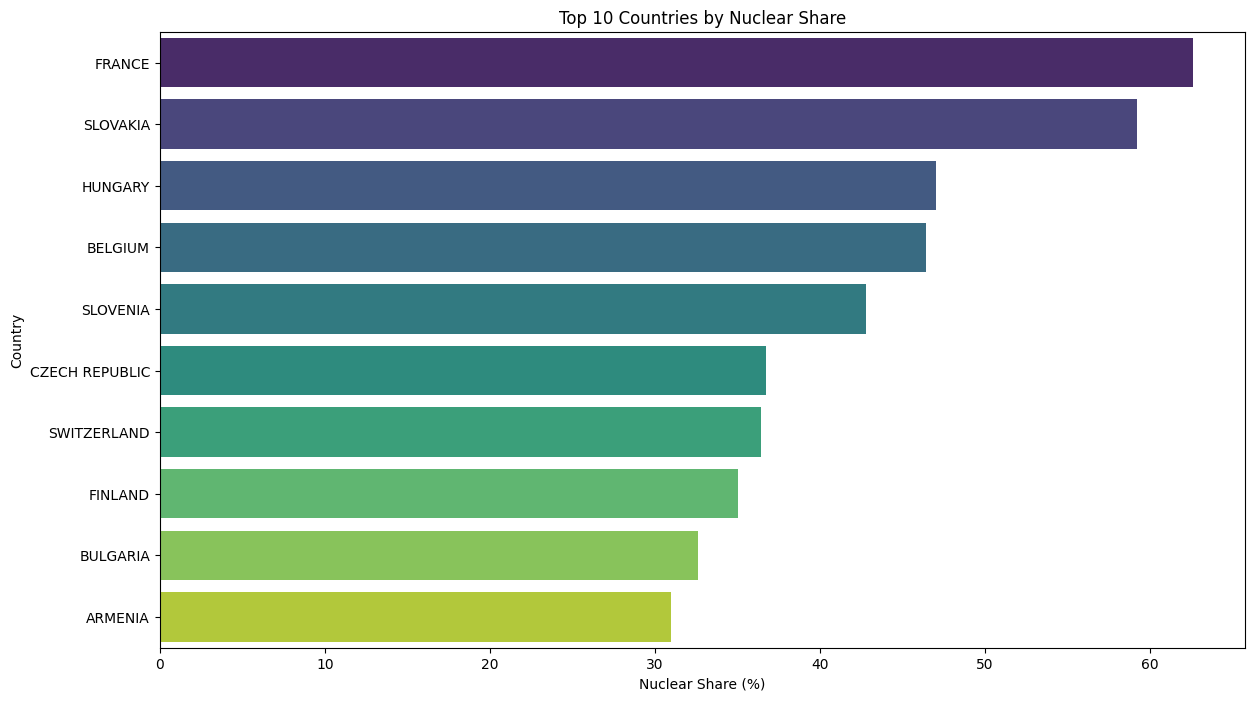 Top 10 Countries by Nuclear Share
FRANCE
SLOVAKIA
HUNGARY
BELGIUM
SLOVENIA
CZECH REPUBLIC
SWITZERLAND
FINLAND
BULGARIA
ARMENIA
Country
0 10 20 30 40 50 60
Nuclear Share (%)